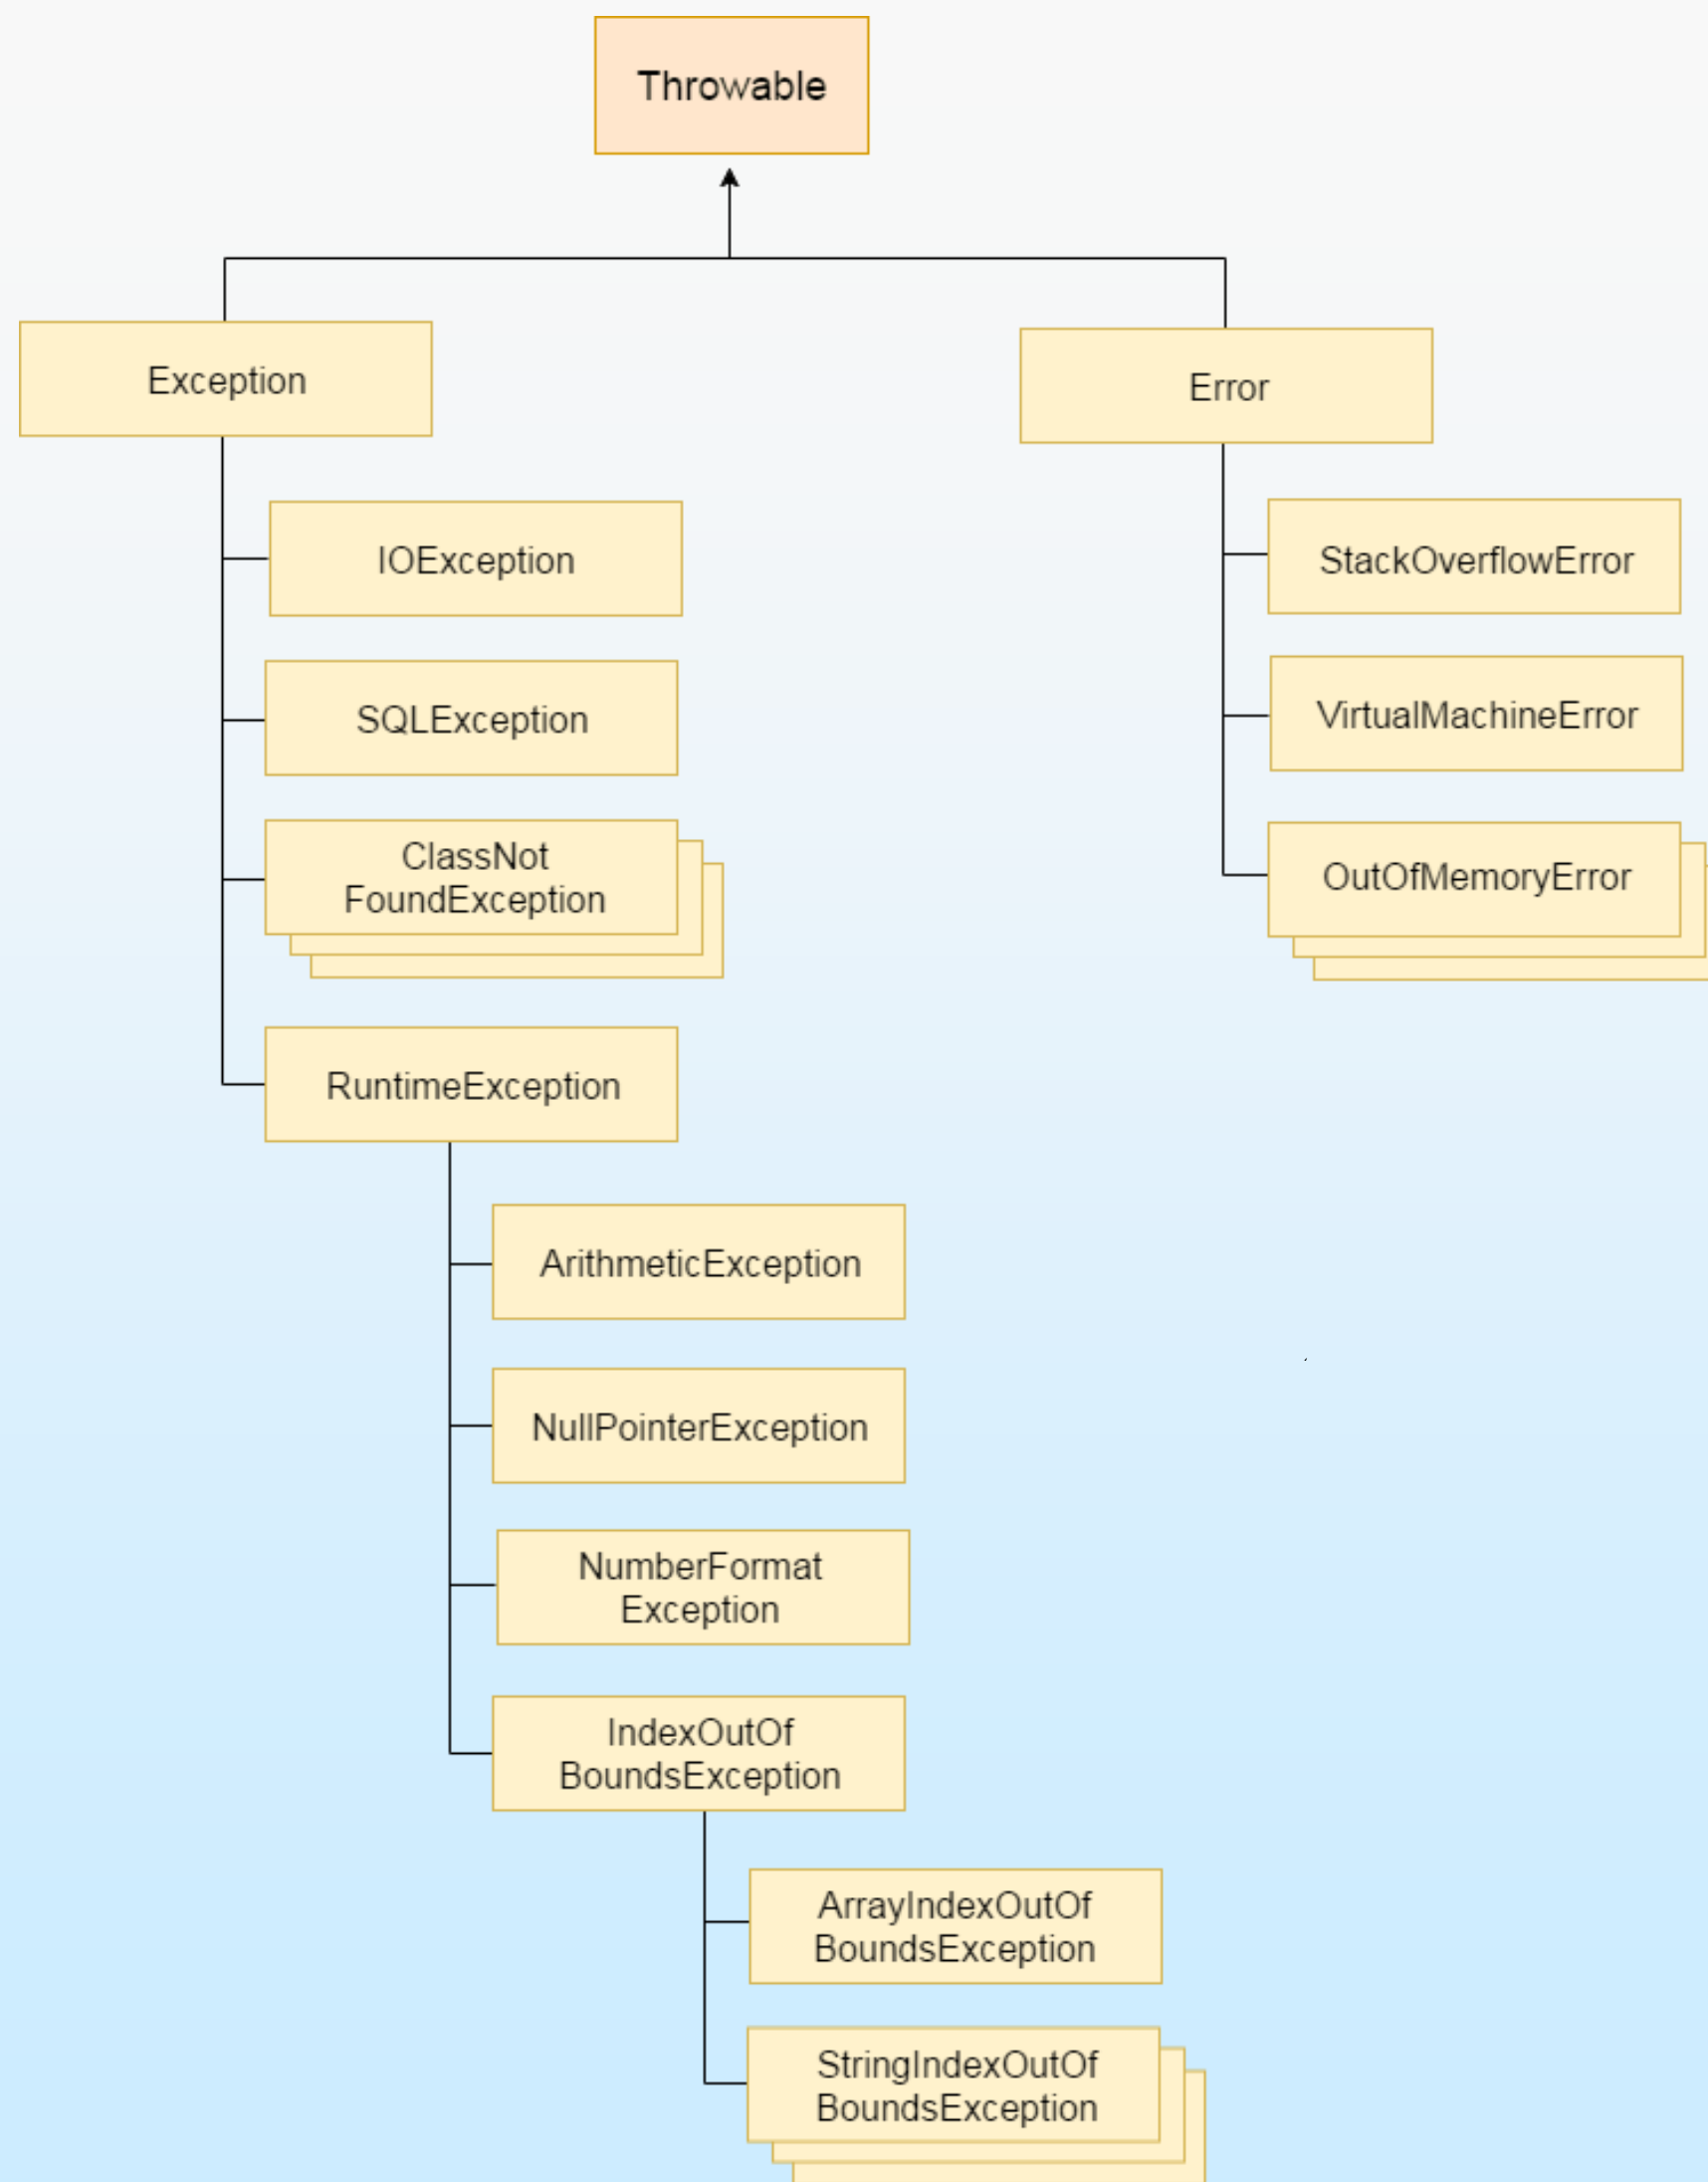 Throwable
Exception
Error
IOException
StackOverflowError
SQLException
VirtualMachineError
ClassNot
FoundException
OutOfMemoryError
RuntimeException
ArithmeticException
NullPointerException
NumberFormat
Exception
IndexOutOf
BoundsException
ArrayIndexOutOf
BoundsException
StringIndexOutOf
BoundsException